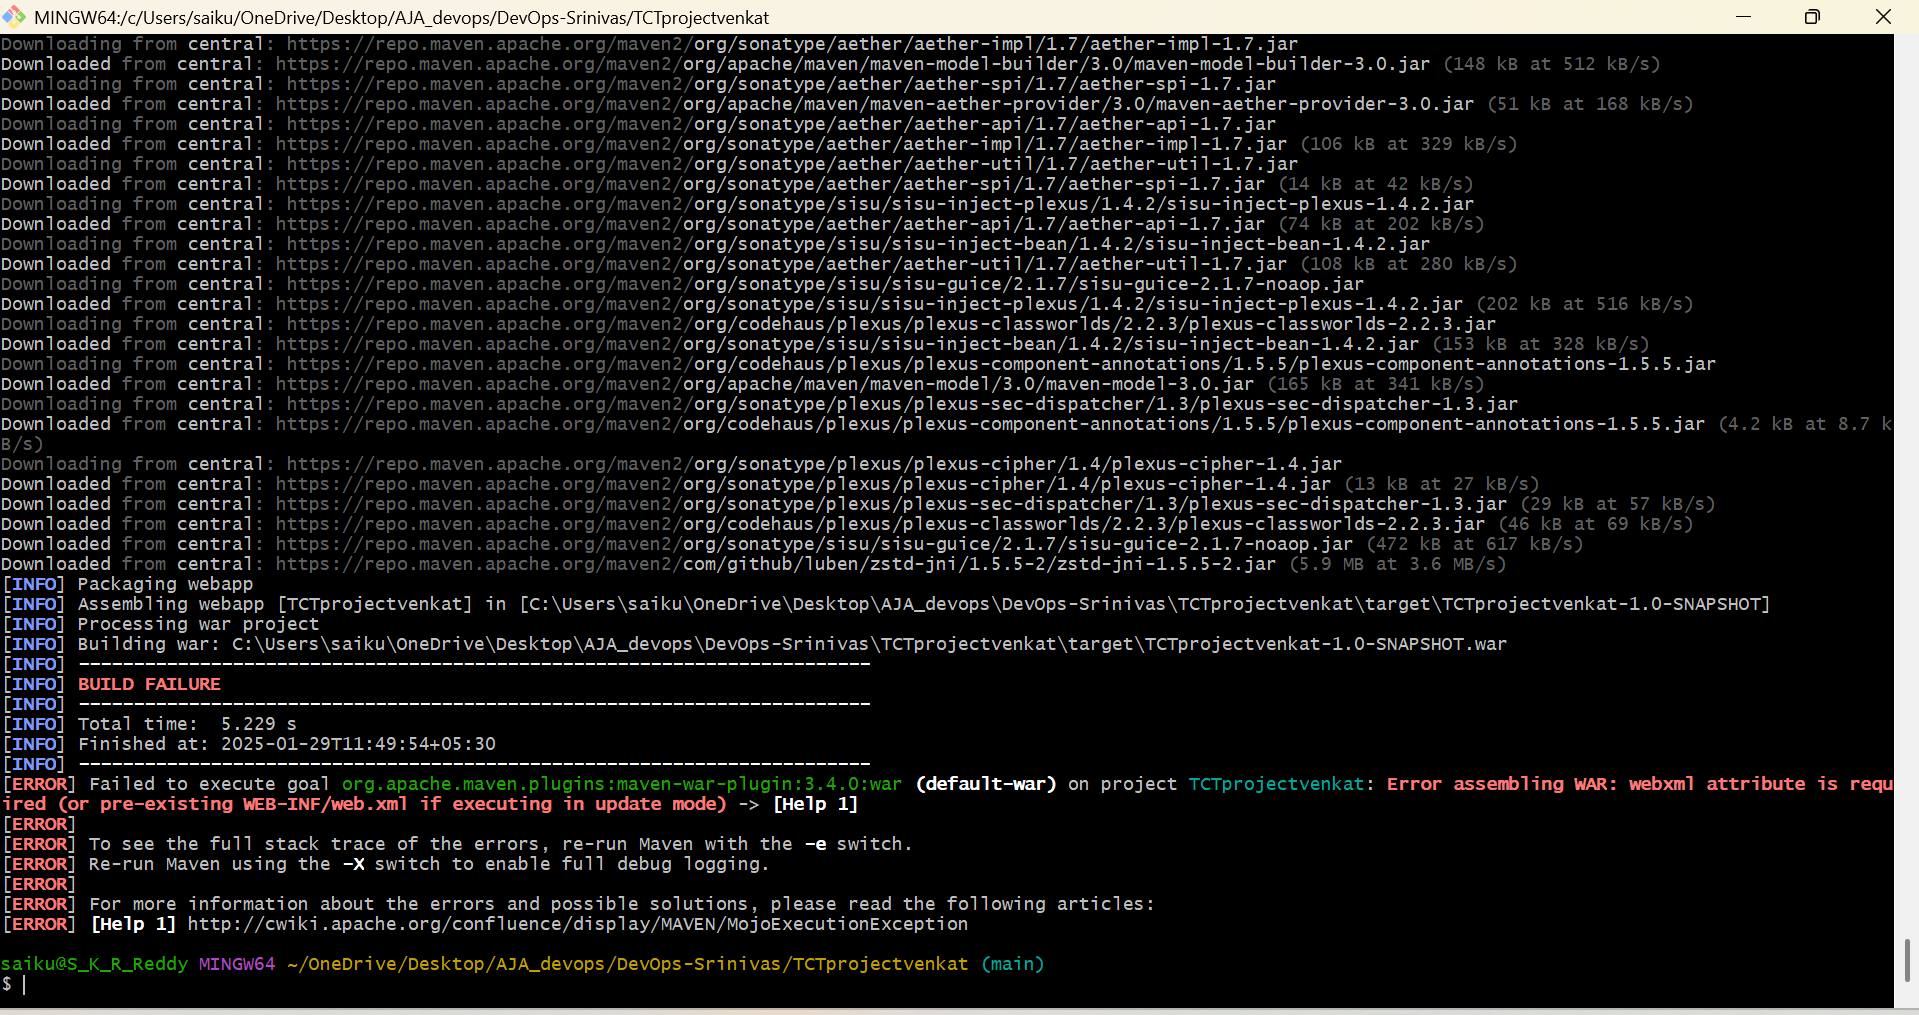 MINGW64:/c/Users/saiku/OneDrive/Desktop/AJA_devops/DevOps-Srinivas/TCTprojectvenkat
Downloading from central: https://repo.maven.apache.org/maven2/org/sonatype/aether/aether-impl/1.7/aether-impl-1.7.jar
Downloaded from central: https://repo.maven.apache.org/maven2/org/apache/maven/maven-model-builder/3.0/maven-model-builder-3.0.jar (148 kB at 512 kB/s)
Downloading from central: https://repo.maven.apache.org/maven2/org/sonatype/aether/aether-spi/1.7/aether-spi-1.7.jar
Downloaded from central: https://repo.maven.apache.org/maven2/org/apache/maven/maven-aether-provider/3.0/maven-aether-provider-3.0.jar (51 kB at 168 kB/s)
Downloading from central: https://repo.maven.apache.org/maven2/org/sonatype/aether/aether-api/1.7/aether-api-1.7.jar
Downloaded from central: https://repo.maven.apache.org/maven2/org/sonatype/aether/aether-impl/1.7/aether-impl-1.7.jar (106 kB at 329 kB/s)
Downloading from central: https://repo.maven.apache.org/maven2/org/sonatype/aether/aether-util/1.7/aether-util-1.7.jar
Downloaded from central: https://repo.maven.apache.org/maven2/org/sonatype/aether/aether-spi/1.7/aether-spi-1.7.jar (14 kB at 42 kB/s)
Downloading from central: https://repo.maven.apache.org/maven2/org/sonatype/sisu/sisu-inject-plexus/1.4.2/sisu-inject-plexus-1.4.2.jar
Downloaded from central: https://repo.maven.apache.org/maven2/org/sonatype/aether/aether-api/1.7/aether-api-1.7.jar (74 kB at 202 kB/s)
Downloading from central: https://repo.maven.apache.org/maven2/org/sonatype/sisu/sisu-inject-bean/1.4.2/sisu-inject-bean-1.4.2.jar
Downloaded from central: https://repo.maven.apache.org/maven2/org/sonatype/aether/aether-util/1.7/aether-util-1.7.jar (108 kB at 280 kB/s)
Downloading from central: https://repo.maven.apache.org/maven2/org/sonatype/sisu/sisu-guice/2.1.7/sisu-guice-2.1.7-noaop.jar
Downloaded from central: https://repo.maven.apache.org/maven2/org/sonatype/sisu/sisu-inject-plexus/1.4.2/sisu-inject-plexus-1.4.2.jar (202 kB at 516 kB/s)
Downloading from central: https://repo.maven.apache.org/maven2/org/codehaus/plexus/plexus-classworlds/2.2.3/plexus-classworlds-2.2.3.jar
Downloaded from central: https://repo.maven.apache.org/maven2/org/sonatype/sisu/sisu-inject-bean/1.4.2/sisu-inject-bean-1.4.2.jar (153 kB at 328 kB/s)
Downloading from central: https://repo.maven.apache.org/maven2/org/codehaus/plexus/plexus-component-annotations/1.5.5/plexus-component-annotations-1.5.5.jar
Downloaded from central: https://repo.maven.apache.org/maven2/org/apache/maven/maven-model/3.0/maven-model-3.0.jar (165 kB at 341 kB/s)
Downloading from central: https://repo.maven.apache.org/maven2/org/sonatype/plexus/plexus-sec-dispatcher/1.3/plexus-sec-dispatcher-1.3.jar
Downloaded from central: https://repo.maven.apache.org/maven2/org/codehaus/plexus/plexus-component-annotations/1.5.5/plexus-component-annotations-1.5.5.jar (4.2 kB at 8.7 k
B/s)
Downloading from central: https://repo.maven.apache.org/maven2/org/sonatype/plexus/plexus-cipher/1.4/plexus-cipher-1.4.jar
Downloaded from central: https://repo.maven.apache.org/maven2/org/sonatype/plexus/plexus-cipher/1.4/plexus-cipher-1.4.jar (13 kB at 27 kB/s)
Downloaded from central: https://repo.maven.apache.org/maven2/org/sonatype/plexus/plexus-sec-dispatcher/1.3/plexus-sec-dispatcher-1.3.jar (29 kB at 57 kB/s)
Downloaded from central: https://repo.maven.apache.org/maven2/org/codehaus/plexus/plexus-classworlds/2.2.3/plexus-classworlds-2.2.3.jar (46 kB at 69 kB/s)
Downloaded from central: https://repo.maven.apache.org/maven2/org/sonatype/sisu/sisu-guice/2.1.7/sisu-guice-2.1.7-noaop.jar (472 kB at 617 kB/s)
Downloaded from central: https://repo.maven.apache.org/maven2/com/github/luben/zstd-jni/1.5.5-2/zstd-jni-1.5.5-2.jar (5.9 MB at 3.6 MB/s)
[INFO] Packaging webapp
[INFO] Assembling webapp [TCTprojectvenkat] in [C:\Users\saiku\OneDrive\Desktop\AJA_devops\DevOps-Srinivas\TCTprojectvenkat\target\TCTprojectvenkat-1.0-SNAPSHOT]
[INFO] Processing war project
[INFO] Building war: C:\Users\saiku\OneDrive\Desktop\AJA_devops\DevOps-Srinivas\TCTprojectvenkat\target\TCTprojectvenkat-1.0-SNAPSHOT.war
[INFO] ------------------------------------------------------------------------
[INFO] BUILD FAILURE
[INFO] ------------------------------------------------------------------------
[INFO] Total time:  5.229 s
[INFO] Finished at: 2025-01-29T11:49:54+05:30
[INFO] ------------------------------------------------------------------------
[ERROR] Failed to execute goal org.apache.maven.plugins:maven-war-plugin:3.4.0:war (default-war) on project TCTprojectvenkat: Error assembling WAR: webxml attribute is requ
ired (or pre-existing WEB-INF/web.xml if executing in update mode) -> [Help 1]
[ERROR]
[ERROR] To see the full stack trace of the errors, re-run Maven with the -e switch.
[ERROR] Re-run Maven using the -X switch to enable full debug logging.
[ERROR]
[ERROR] For more information about the errors and possible solutions, please read the following articles:
[ERROR] [Help 1] http://cwiki.apache.org/confluence/display/MAVEN/MojoExecutionException
saiku@S_K_R_Reddy MINGW64 ~/OneDrive/Desktop/AJA_devops/DevOps-Srinivas/TCTprojectvenkat (main)
$